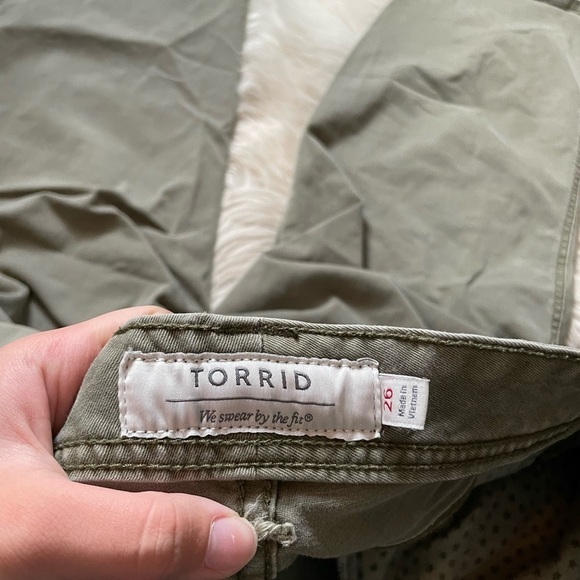 TORRID
We swear by the fit®
26
Made in
Vietnam